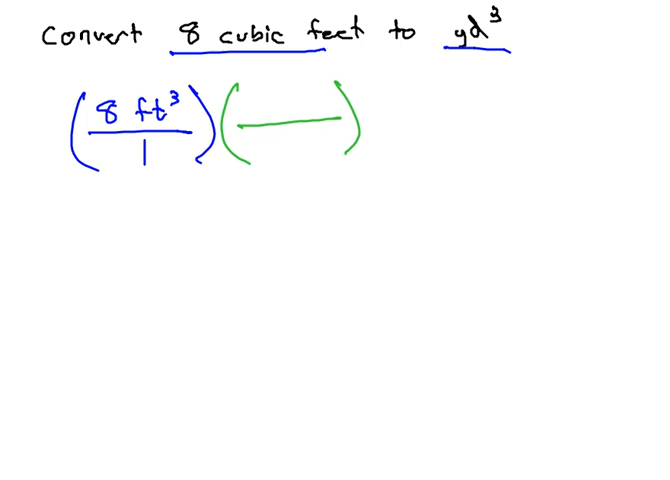 Convert 8 cubic feet to yd³
(8 ft³/1)(—)